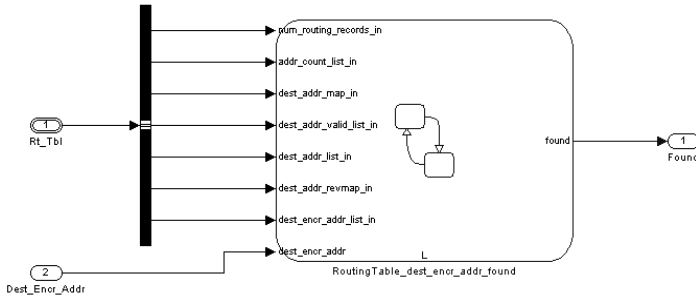 num_routing_records_in
addr_count_list_in
dest_addr_map_in
1
dest_addr_valid_list_in
Rt_Tbl
found
1
dest_addr_list_in
Found
dest_addr_revmap_in
dest_encr_addr_list_in
dest_encr_addr
L
2
RoutingTable_dest_encr_addr_found
Dest_Encr_Addr